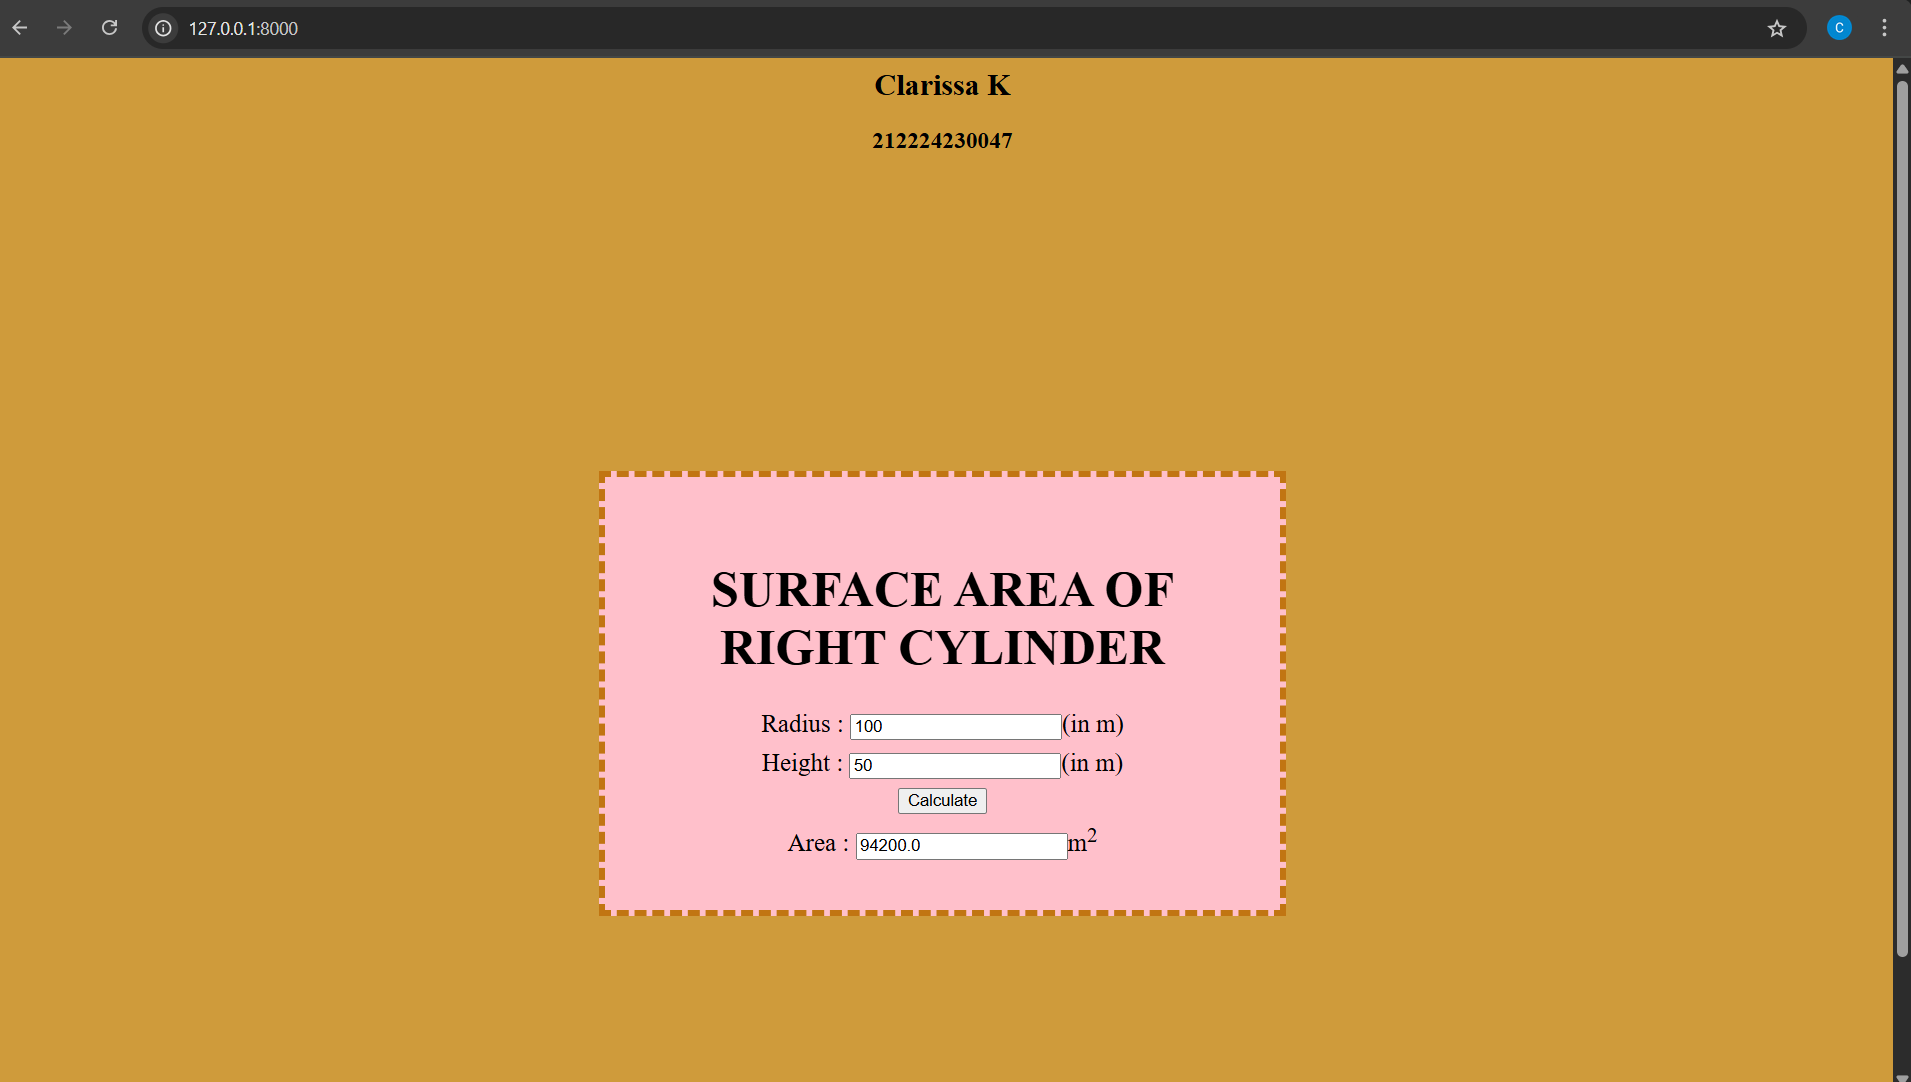 127.0.0.1:8000
C
Clarissa K
212224230047
SURFACE AREA OF
RIGHT CYLINDER
Radius : 100 (in m)
Height : 50 (in m)
Calculate
Area : 94200.0 m²